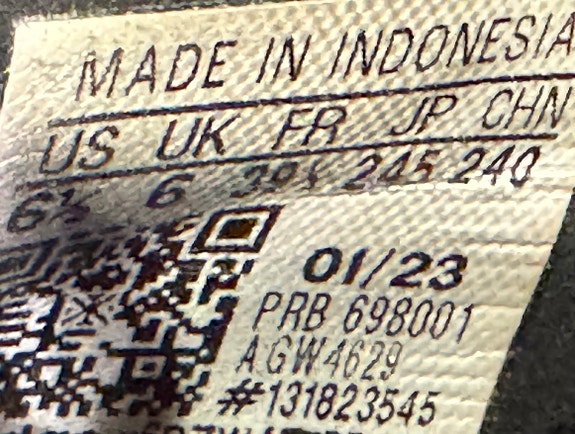 MADE IN INDONESIA
US UK FR JP CHN
6½ 6 39⅓ 245 240
01/23
PRB 698001
AGW4629
#131823545